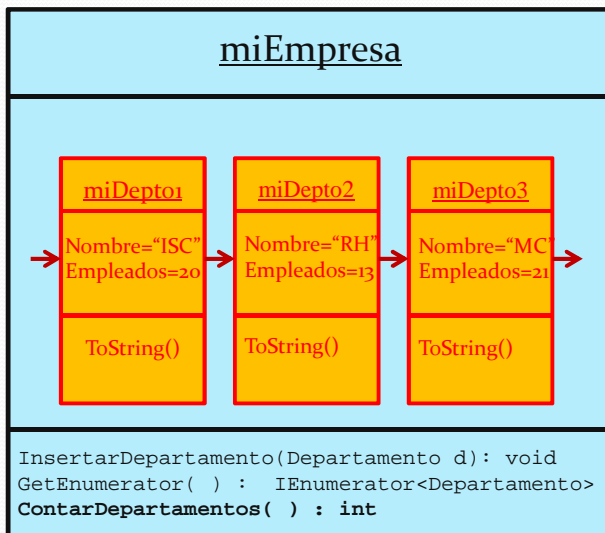 miEmpresa
miDepto1
Nombre="ISC"
Empleados=20
ToString()
miDepto2
Nombre="RH"
Empleados=13
ToString()
miDepto3
Nombre="MC"
Empleados=21
ToString()
InsertarDepartamento(Departamento d): void
GetEnumerator( ) :  IEnumerator<Departamento>
ContarDepartamentos( ) : int